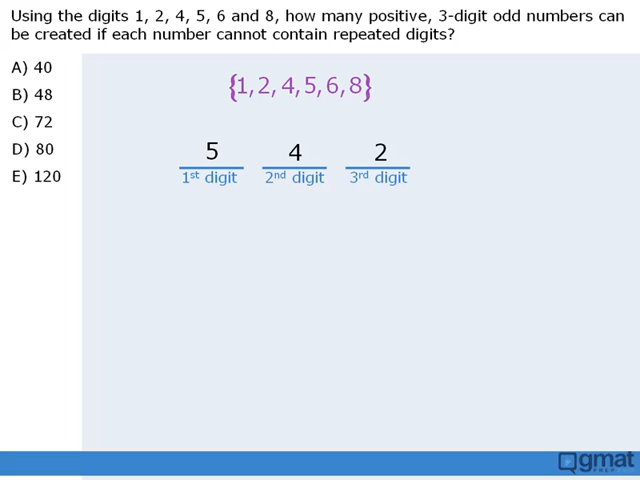 Using the digits 1, 2, 4, 5, 6 and 8, how many positive, 3-digit odd numbers can
be created if each number cannot contain repeated digits?
A) 40
B) 48
C) 72
D) 80
E) 120
{1,2,4,5,6,8}
5 4 2
1st digit 2nd digit 3rd digit
gmat
PREP